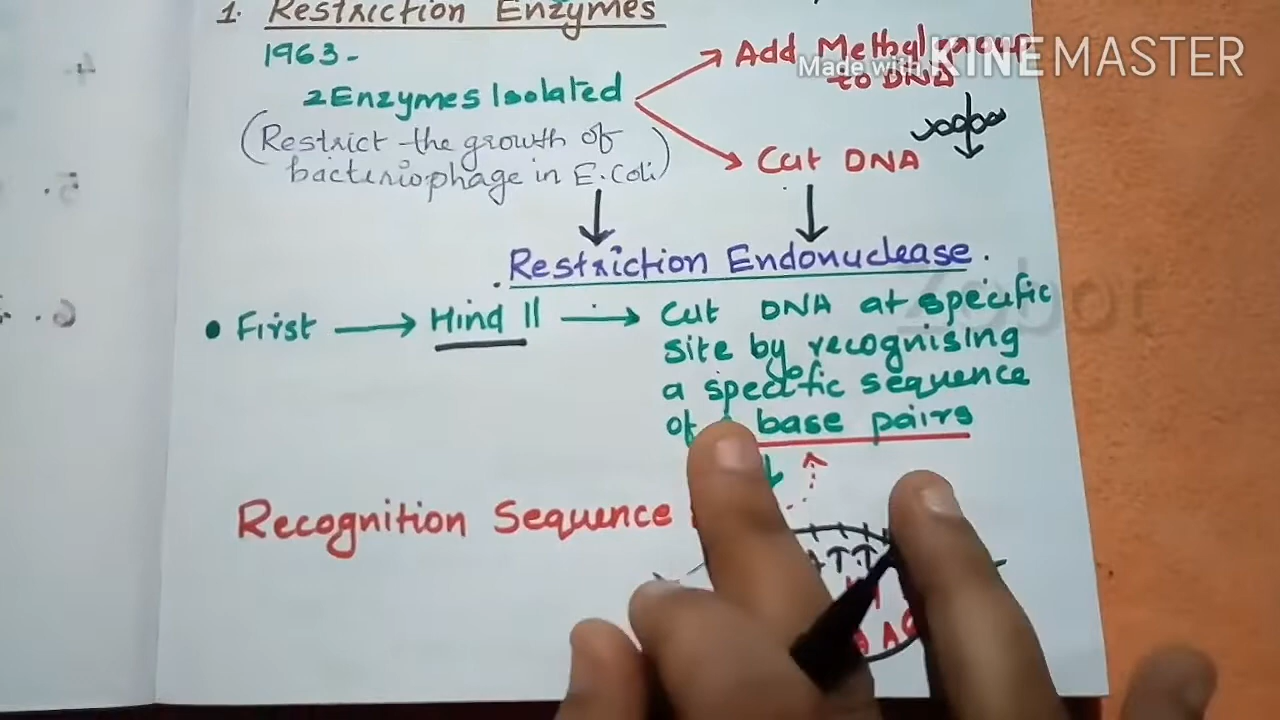 1. Restriction Enzymes
1963-
2 Enzymes Isolated
(Restrict the growth of
bacteriophage in E.Coli)
Add Methyl group
to DNA
Made with KINEMASTER
Cut DNA
Restriction Endonuclease.
• First → Hind II → Cut DNA at specific
site by recognising
a specific sequence
of base pairs
Recognition Sequence
ATT